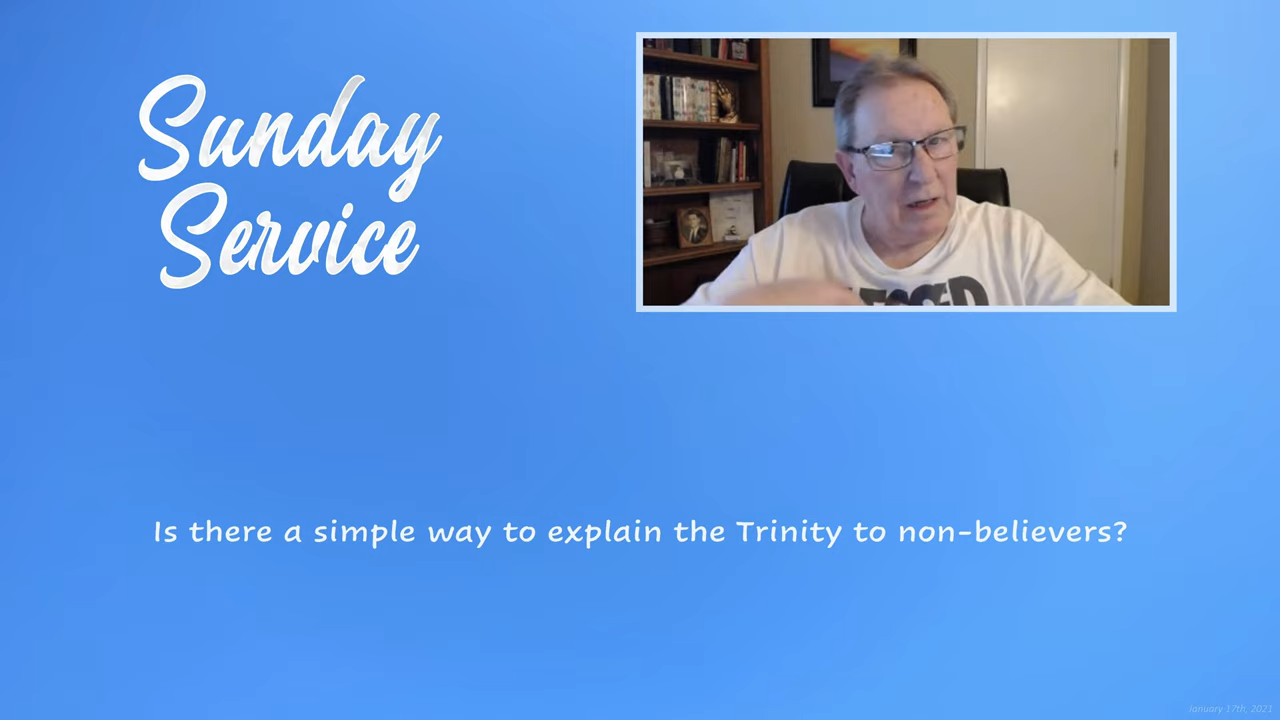 Sunday
Service
Is there a simple way to explain the Trinity to non-believers?
January 17th, 2021